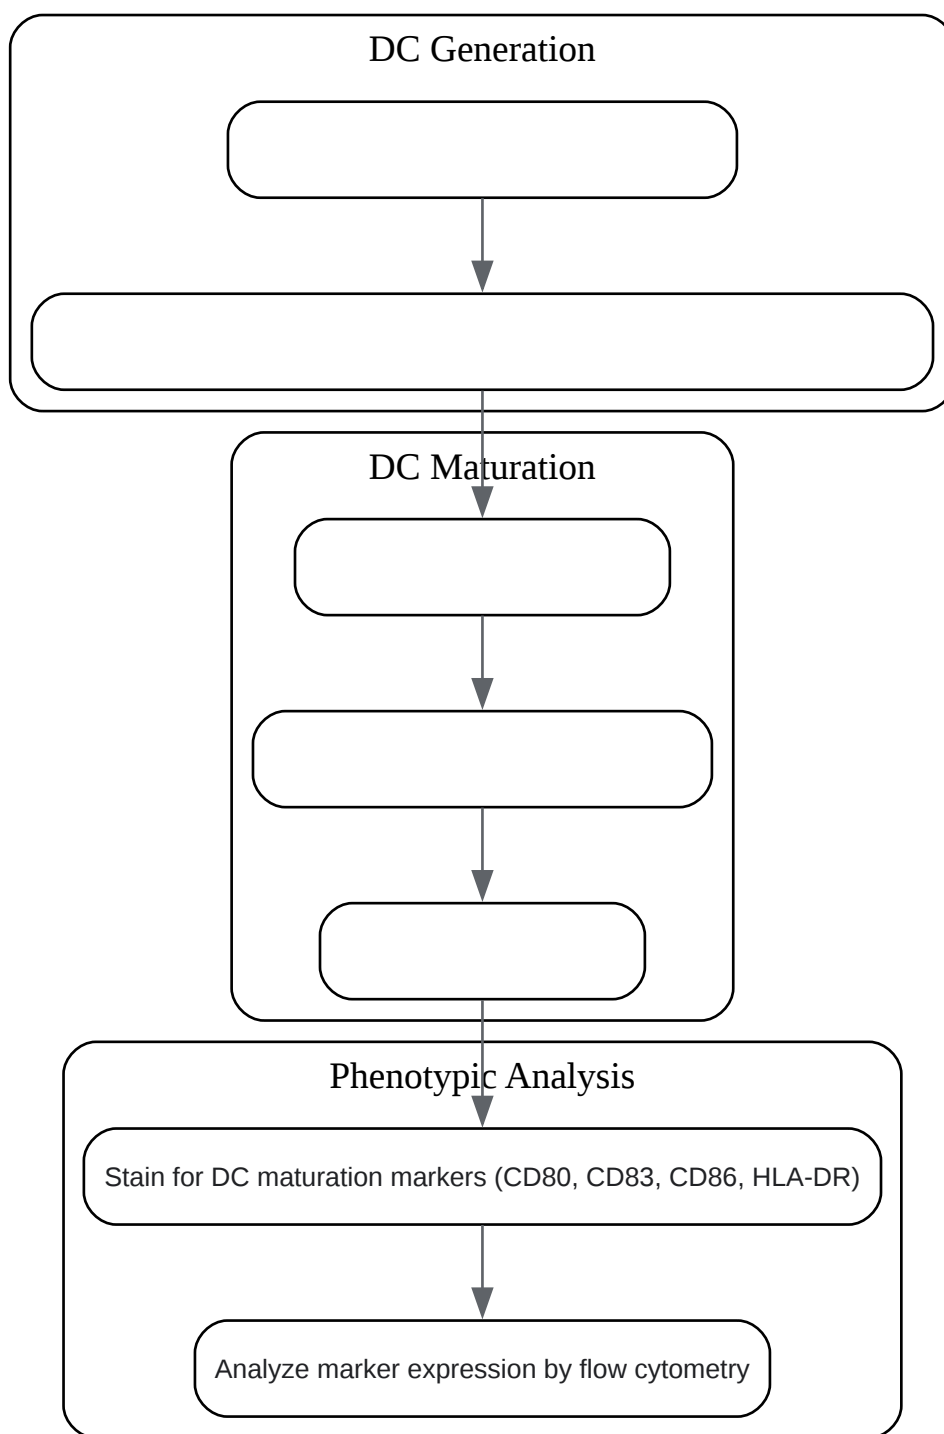 DC Generation
DC Maturation
Phenotypic Analysis
Stain for DC maturation markers (CD80, CD83, CD86, HLA-DR)
Analyze marker expression by flow cytometry